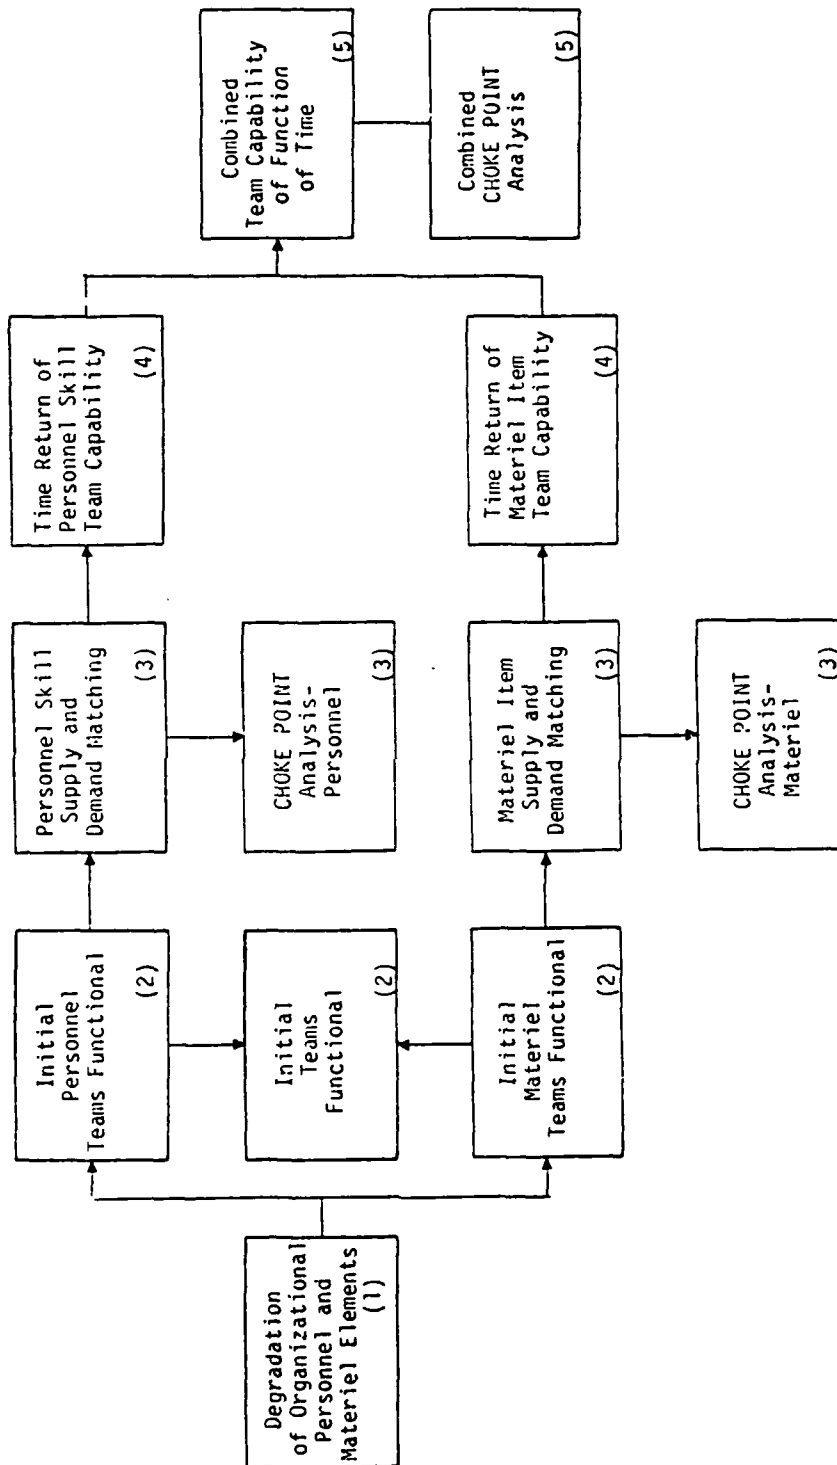 Degradation
of Organizational
Personnel and
Materiel Elements
(1)
Initial
Personnel
Teams Functional
(2)
Initial
Teams
Functional
(2)
Initial
Materiel
Teams Functional
(2)
Personnel Skill
Supply and
Demand Matching
(3)
CHOKE POINT
Analysis-
Personnel
(3)
Materiel Item
Supply and
Demand Matching
(3)
CHOKE POINT
Analysis-
Materiel
(3)
Time Return of
Personnel Skill
Team Capability
(4)
Time Return of
Materiel Item
Team Capability
(4)
Combined
Team Capability
of Function
of Time
(5)
Combined
CHOKE POINT
Analysis
(5)